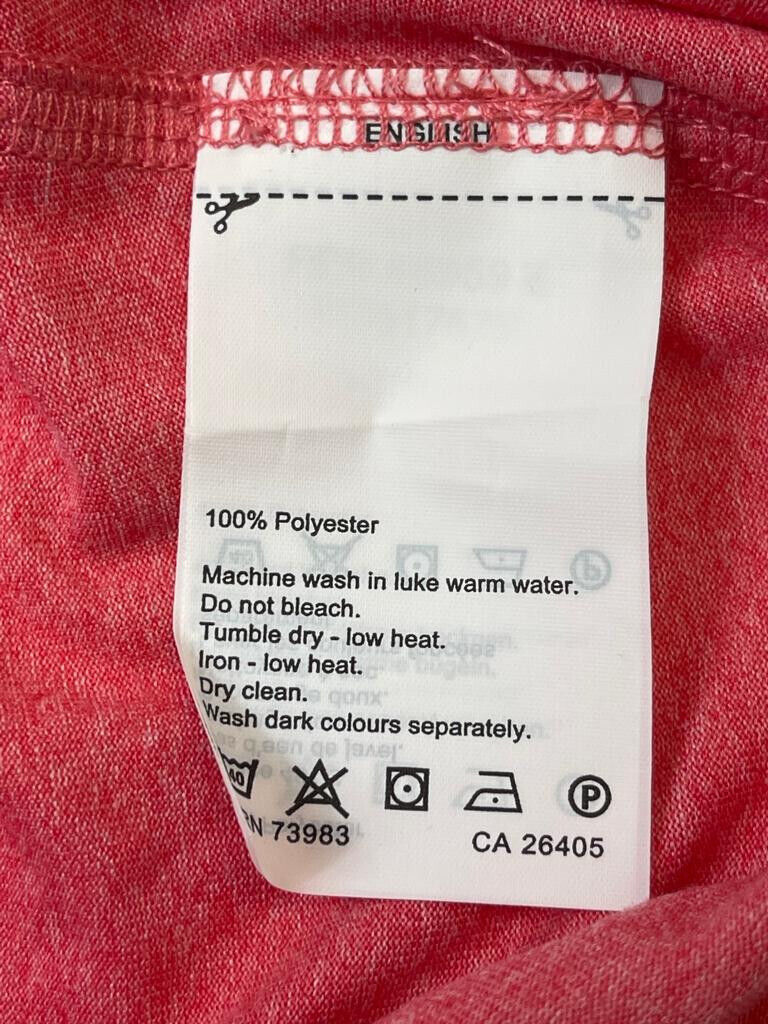 ENGLISH
100% Polyester
Machine wash in luke warm water.
Do not bleach.
Tumble dry - low heat.
Iron - low heat.
Dry clean.
Wash dark colours separately.
40
P
RN 73983
CA 26405